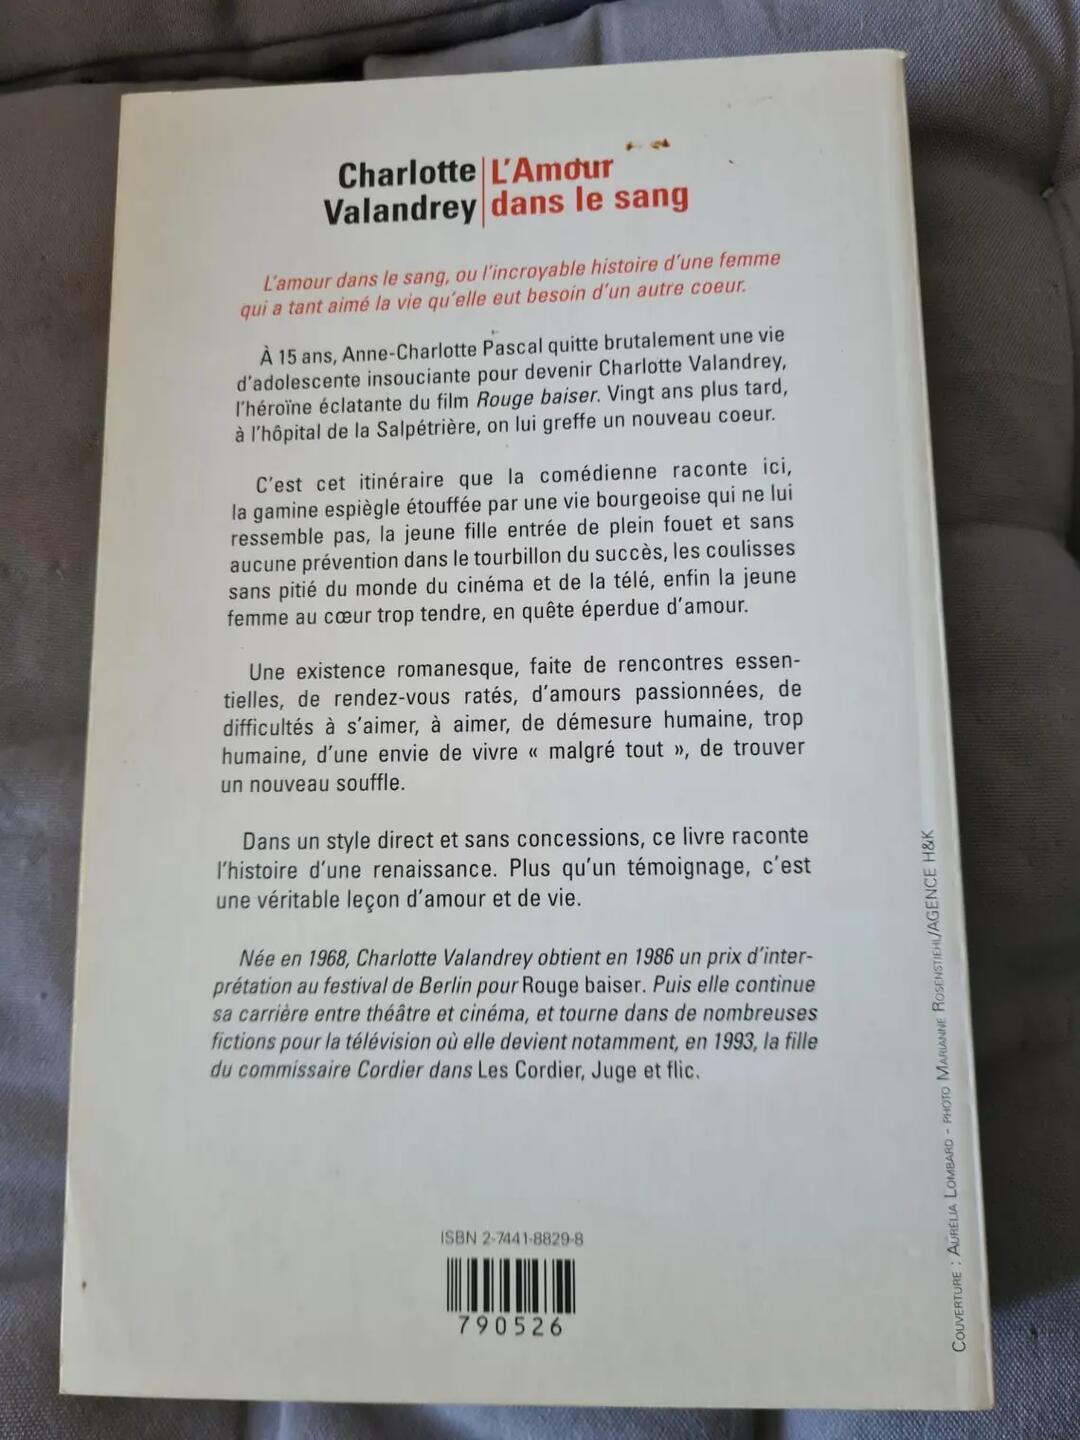 Charlotte
Valandrey
L'Amour
dans le sang
L'amour dans le sang, ou l'incroyable histoire d'une femme
qui a tant aimé la vie qu'elle eut besoin d'un autre coeur.
À 15 ans, Anne-Charlotte Pascal quitte brutalement une vie
d'adolescente insouciante pour devenir Charlotte Valandrey,
l'héroïne éclatante du film Rouge baiser. Vingt ans plus tard,
à l'hôpital de la Salpétrière, on lui greffe un nouveau coeur.
C'est cet itinéraire que la comédienne raconte ici,
la gamine espiègle étouffée par une vie bourgeoise qui ne lui
ressemble pas, la jeune fille entrée de plein fouet et sans
aucune prévention dans le tourbillon du succès, les coulisses
sans pitié du monde du cinéma et de la télé, enfin la jeune
femme au cœur trop tendre, en quête éperdue d'amour.
Une existence romanesque, faite de rencontres essen-
tielles, de rendez-vous ratés, d'amours passionnées, de
difficultés à s'aimer, à aimer, de démesure humaine, trop
humaine, d'une envie de vivre « malgré tout », de trouver
un nouveau souffle.
Dans un style direct et sans concessions, ce livre raconte
l'histoire d'une renaissance. Plus qu'un témoignage, c'est
une véritable leçon d'amour et de vie.
Née en 1968, Charlotte Valandrey obtient en 1986 un prix d'inter-
prétation au festival de Berlin pour Rouge baiser. Puis elle continue
sa carrière entre théâtre et cinéma, et tourne dans de nombreuses
fictions pour la télévision où elle devient notamment, en 1993, la fille
du commissaire Cordier dans Les Cordier, Juge et flic.
ISBN 2-7441-8829-8
790526
COUVERTURE : AURÉLIA LOMBARD - PHOTO MARIANNE ROSENSTIEHL/AGENCE H&K